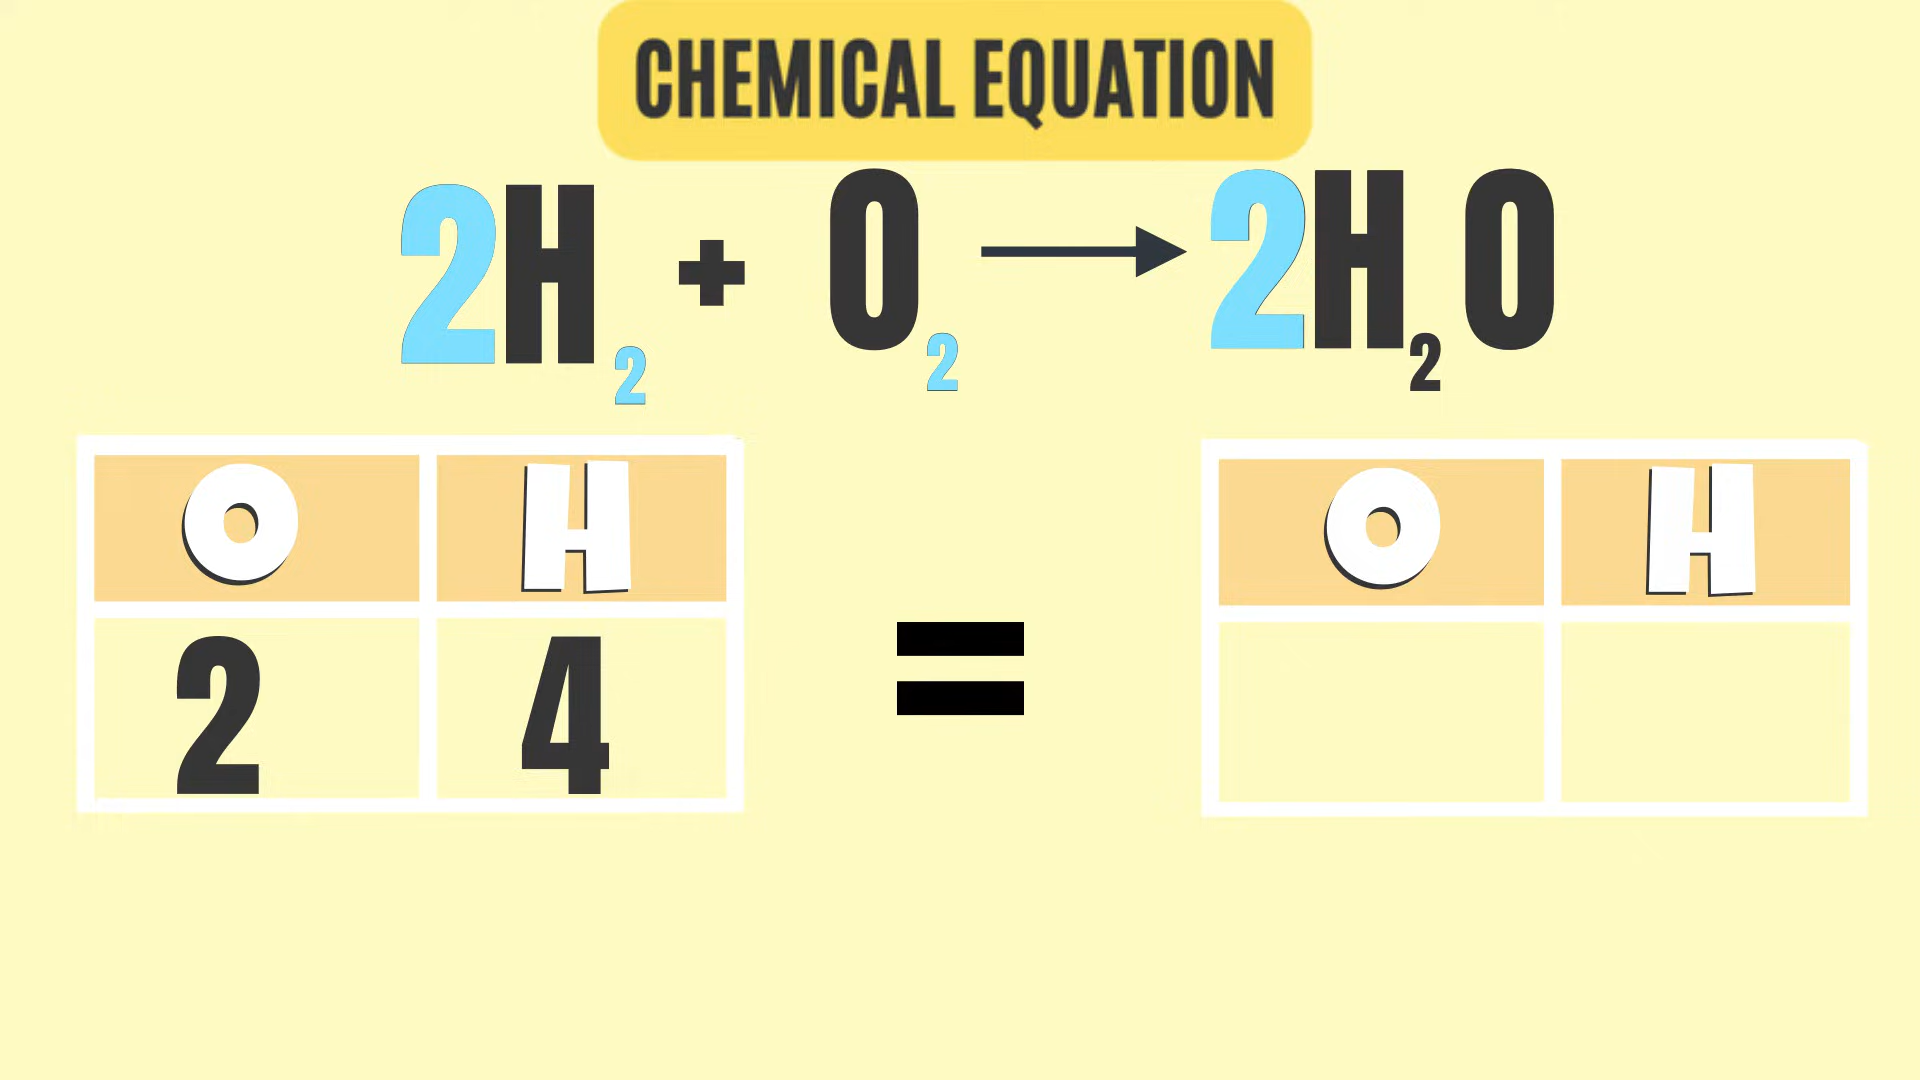 CHEMICAL EQUATION
2H₂ + O₂ → 2H₂O
O H
2 4
=
O H